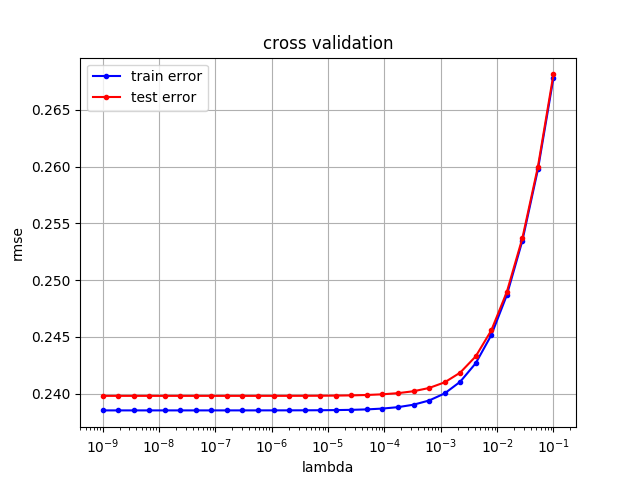 cross validation
train error
test error
0.265
0.260
0.255
0.250
0.245
0.240
rmse
10⁻⁹ 10⁻⁸ 10⁻⁷ 10⁻⁶ 10⁻⁵ 10⁻⁴ 10⁻³ 10⁻² 10⁻¹
lambda